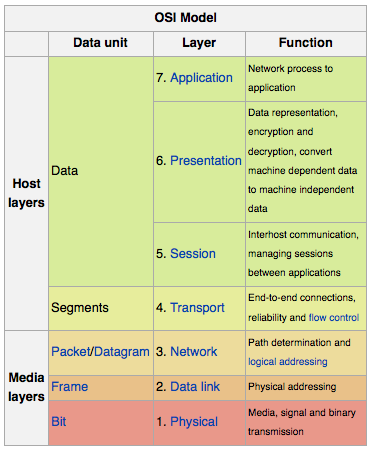 OSI Model
Data unit Layer Function
Host
layers
Data
7. Application
Network process to
application
6. Presentation
Data representation,
encryption and
decryption, convert
machine dependent data
to machine independent
data
5. Session
Interhost communication,
managing sessions
between applications
Segments
4. Transport
End-to-end connections,
reliability and flow control
Media
layers
Packet/Datagram
3. Network
Path determination and
logical addressing
Frame
2. Data link
Physical addressing
Bit
1. Physical
Media, signal and binary
transmission